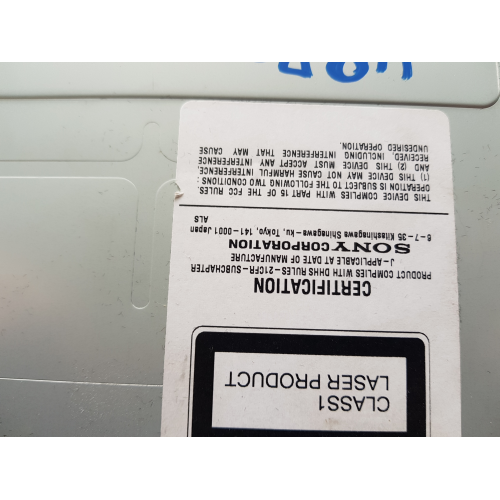 CLASS1
LASER PRODUCT
CERTIFICATION
PRODUCT COMPLIES WITH DHHS RULES-21CFR-SUBCHAPTER
J-APPLICABLE AT DATE OF MANUFACTURE
SONY CORPORATION
6-7-35 Kitashinagawa Shinagawa-ku, Tokyo 141-0001 Japan
ALS
THIS DEVICE COMPLIES WITH PART 15 OF THE FCC RULES.
OPERATION IS SUBJECT TO THE FOLLOWING TWO CONDITIONS:
(1) THIS DEVICE MAY NOT CAUSE HARMFUL INTERFERENCE,
AND (2) THIS DEVICE MUST ACCEPT ANY INTERFERENCE
RECEIVED, INCLUDING INTERFERENCE THAT MAY CAUSE
UNDESIRED OPERATION.